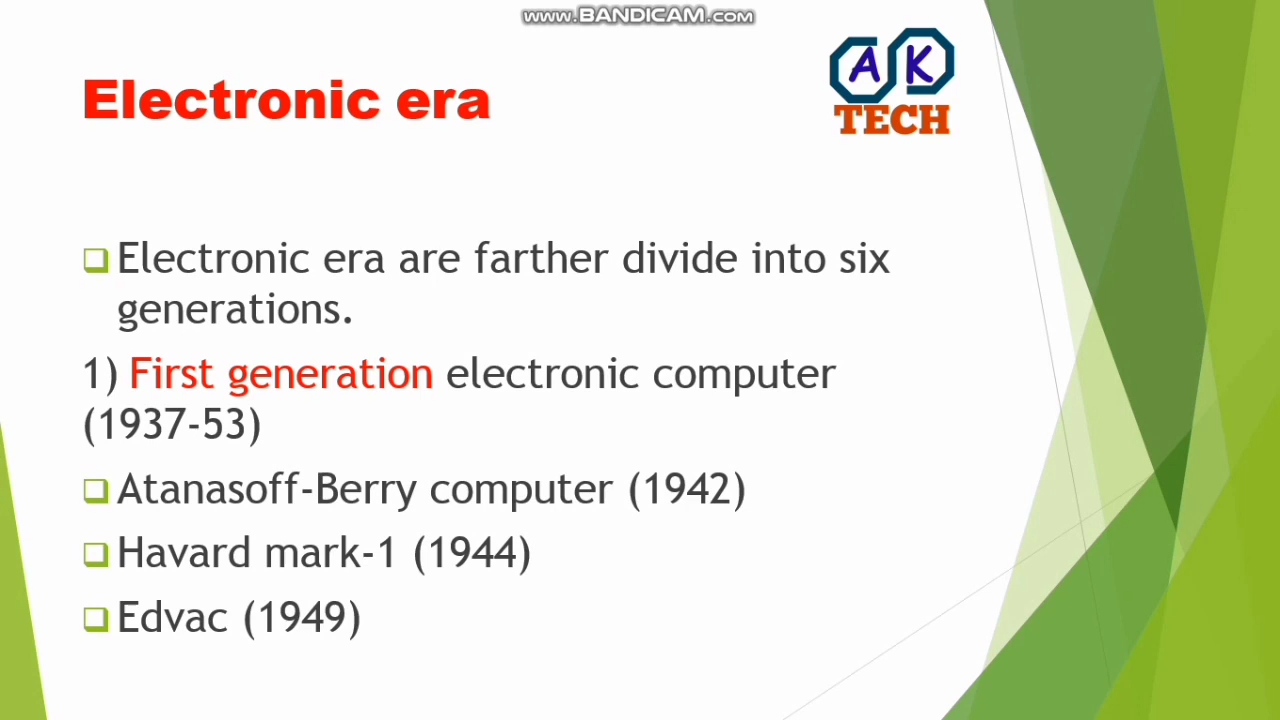 www.BANDICAM.com
AK
TECH
Electronic era
❑Electronic era are farther divide into six
generations.
1) First generation electronic computer
(1937-53)
❑Atanasoff-Berry computer (1942)
❑Havard mark-1 (1944)
❑Edvac (1949)